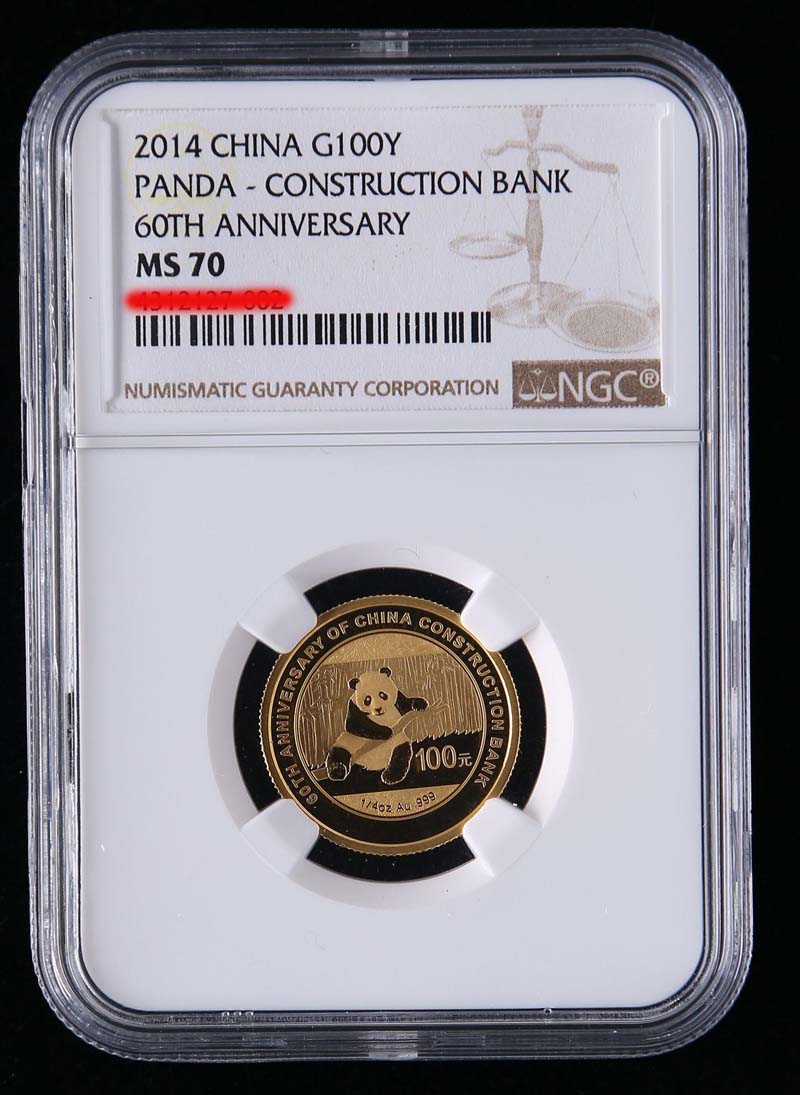 2014 CHINA G100Y
PANDA - CONSTRUCTION BANK
60TH ANNIVERSARY
MS 70
NUMISMATIC GUARANTY CORPORATION
NGC®
60TH ANNIVERSARY OF CHINA CONSTRUCTION BANK
100元
1/4oz Au .999